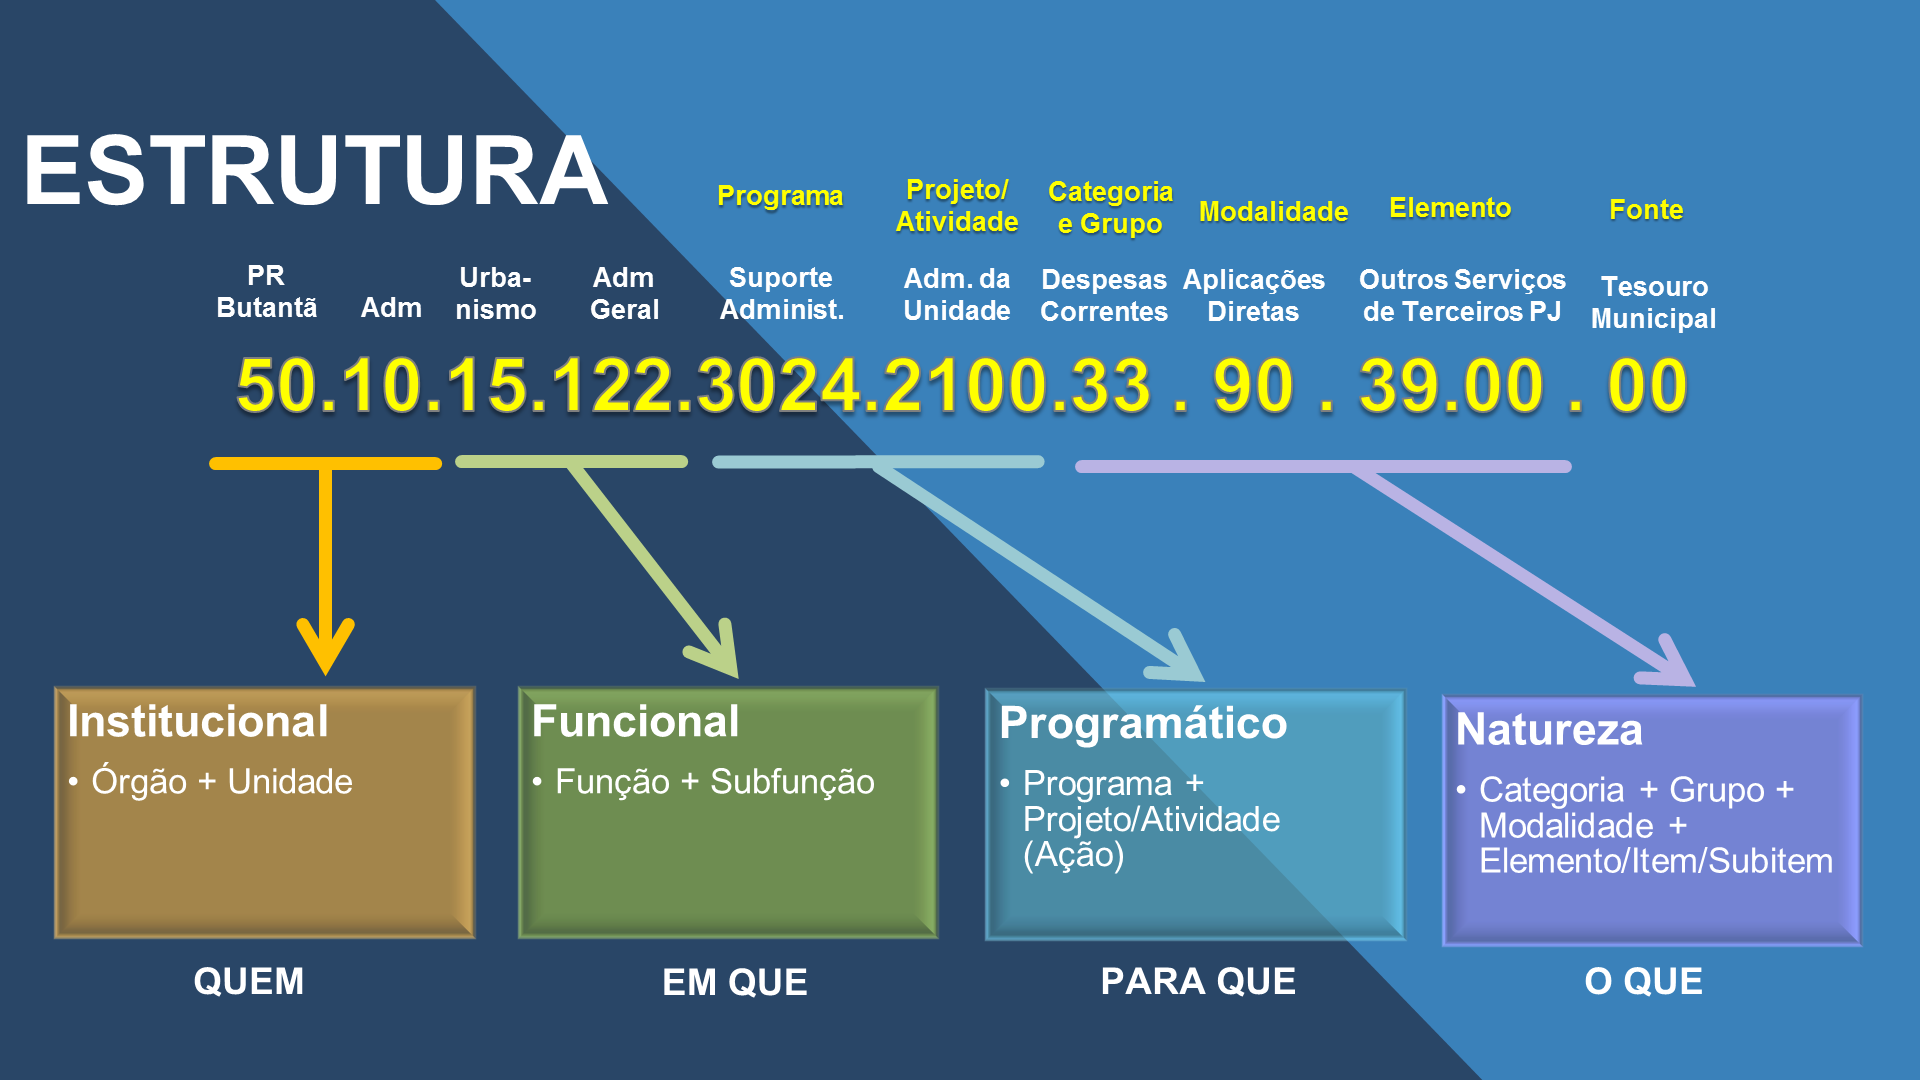 ESTRUTURA
Programa
Projeto/
Atividade
Categoria
e Grupo
Modalidade
Elemento
Fonte
PR
Butantã
Adm
Urba-
nismo
Adm
Geral
Suporte
Administ.
Adm. da
Unidade
Despesas
Correntes
Aplicações
Diretas
Outros Serviços
de Terceiros PJ
Tesouro
Municipal
50.10.15.122.3024.2100.33 . 90 . 39.00 . 00
Institucional
• Órgão + Unidade
QUEM
Funcional
• Função + Subfunção
EM QUE
Programático
• Programa +
Projeto/Atividade
(Ação)
PARA QUE
Natureza
• Categoria + Grupo +
Modalidade +
Elemento/Item/Subitem
O QUE